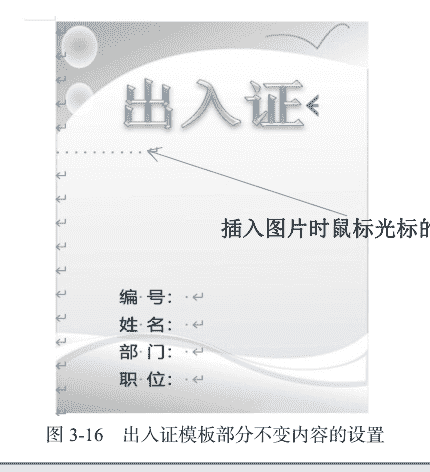 出入证
插入图片时鼠标光标的
编 号：
姓 名：
部 门：
职 位：
图 3-16 出入证模板部分不变内容的设置